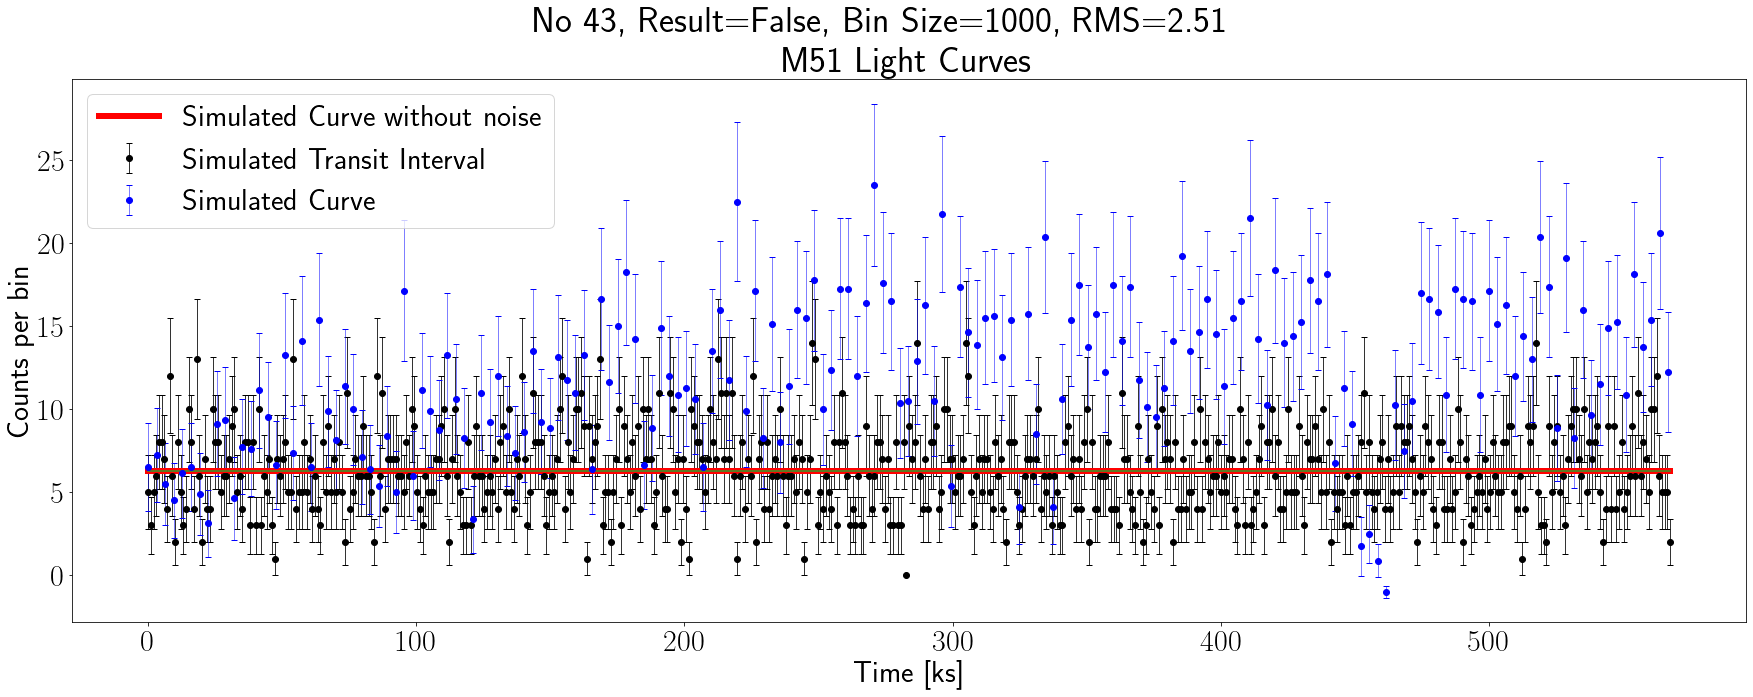 No 43, Result=False, Bin Size=1000, RMS=2.51
M51 Light Curves
Simulated Curve without noise
Simulated Transit Interval
Simulated Curve
Counts per bin
25
20
15
10
5
0
0 100 200 300 400 500
Time [ks]